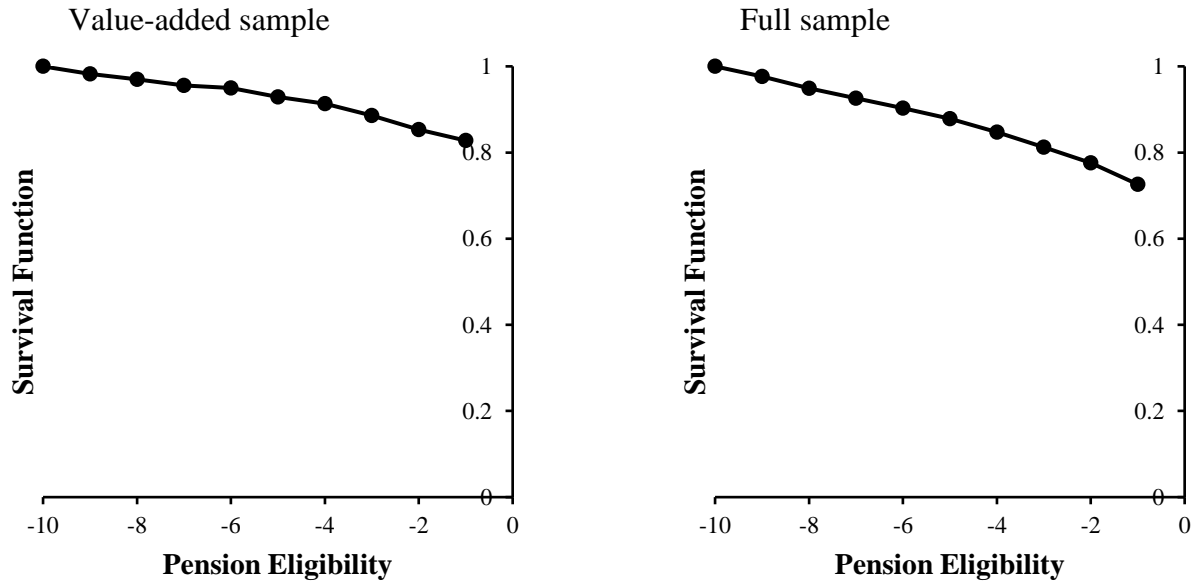 Value-added sample
1
0.8
0.6
0.4
0.2
0
-10 -8 -6 -4 -2 0
Survival Function
Pension Eligibility
Full sample
1
0.8
0.6
0.4
0.2
0
-10 -8 -6 -4 -2 0
Survival Function
Pension Eligibility